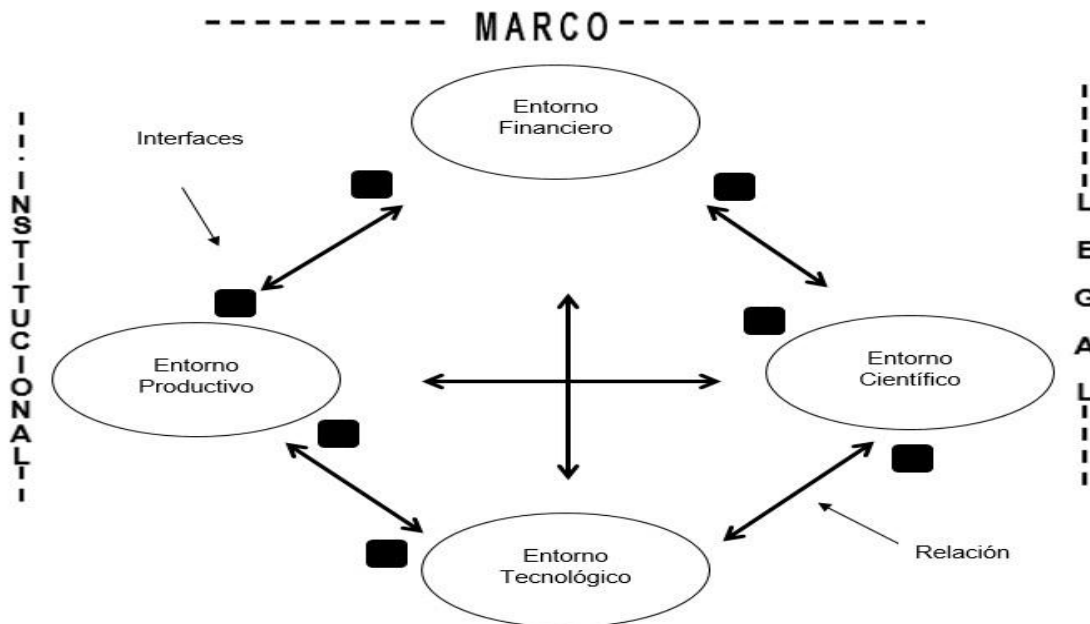 MARCO
Entorno
Financiero
Interfaces
INSTITUCIONAL
LEGAL
Entorno
Productivo
Entorno
Científico
Entorno
Tecnológico
Relación